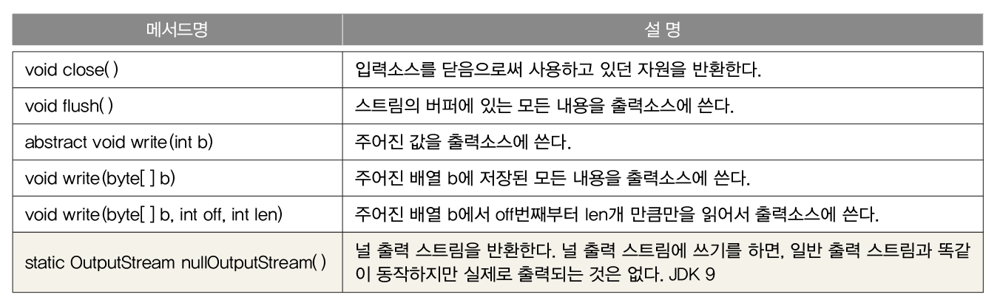 메서드명 설 명
void close( ) 입력소스를 닫음으로써 사용하고 있던 자원을 반환한다.
void flush( ) 스트림의 버퍼에 있는 모든 내용을 출력소스에 쓴다.
abstract void write(int b) 주어진 값을 출력소스에 쓴다.
void write(byte[ ] b) 주어진 배열 b에 저장된 모든 내용을 출력소스에 쓴다.
void write(byte[ ] b, int off, int len) 주어진 배열 b에서 off번째부터 len개 만큼만을 읽어서 출력소스에 쓴다.
static OutputStream nullOutputStream( ) 널 출력 스트림을 반환한다. 널 출력 스트림에 쓰기를 하면, 일반 출력 스트림과 똑같
이 동작하지만 실제로 출력되는 것은 없다. JDK 9